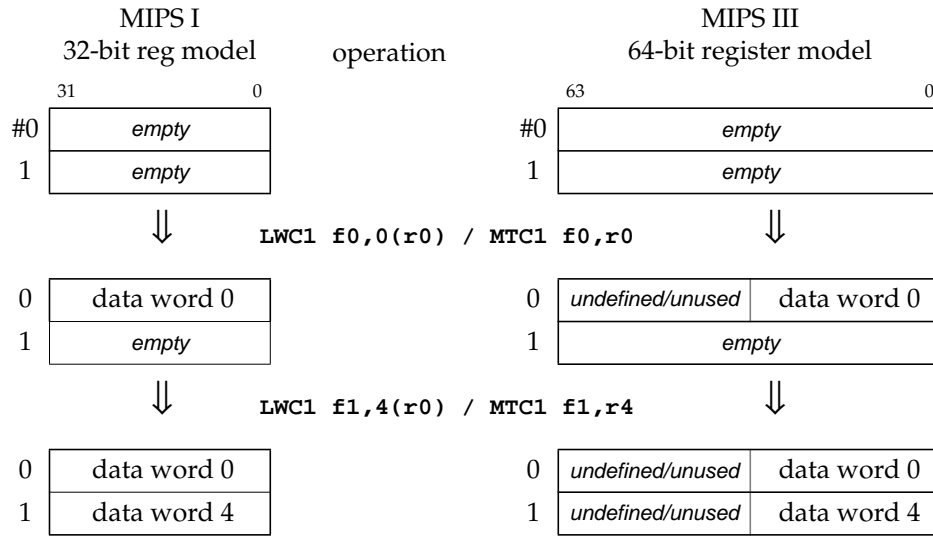 MIPS I operation MIPS III
32-bit reg model 64-bit register model
31 0 63 0
#0 empty #0 empty
1 empty 1 empty
⇓ LWC1 f0,0(r0) / MTC1 f0,r0 ⇓
0 data word 0 0 undefined/unused data word 0
1 empty 1 empty
⇓ LWC1 f1,4(r0) / MTC1 f1,r4 ⇓
0 data word 0 0 undefined/unused data word 0
1 data word 4 1 undefined/unused data word 4